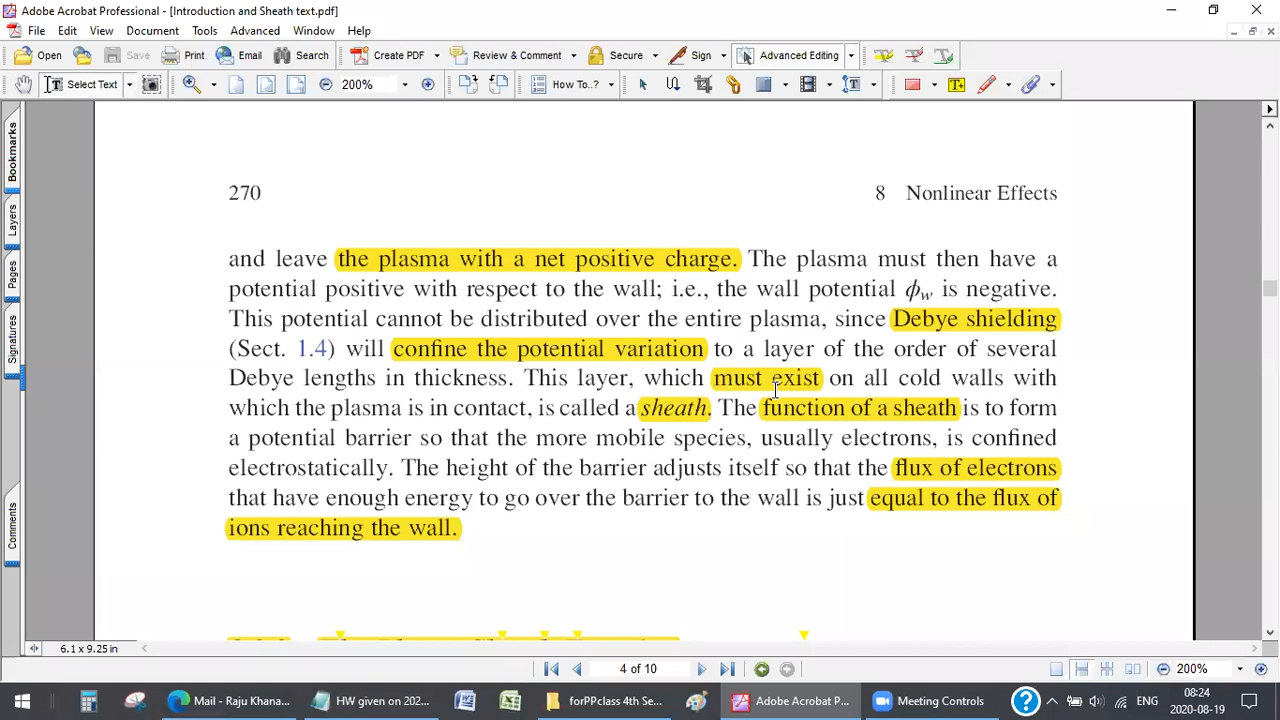 Adobe Acrobat Professional - [Introduction and Sheath text.pdf]
File Edit View Document Tools Advanced Window Help
Open Save Print Email Search Create PDF Review & Comment Secure Sign Advanced Editing
Select Text 200% How To..?
Bookmarks
Layers
Pages
Signatures
Comments
270 8 Nonlinear Effects
and leave the plasma with a net positive charge. The plasma must then have a
potential positive with respect to the wall; i.e., the wall potential ϕw is negative.
This potential cannot be distributed over the entire plasma, since Debye shielding
(Sect. 1.4) will confine the potential variation to a layer of the order of several
Debye lengths in thickness. This layer, which must exist on all cold walls with
which the plasma is in contact, is called a sheath. The function of a sheath is to form
a potential barrier so that the more mobile species, usually electrons, is confined
electrostatically. The height of the barrier adjusts itself so that the flux of electrons
that have enough energy to go over the barrier to the wall is just equal to the flux of
ions reaching the wall.
6.1 x 9.25 in
4 of 10 200%
Mail - Raju Khana... HW given on 202... forPPclass 4th Se... Adobe Acrobat P... Meeting Controls ENG 08:24
2020-08-19